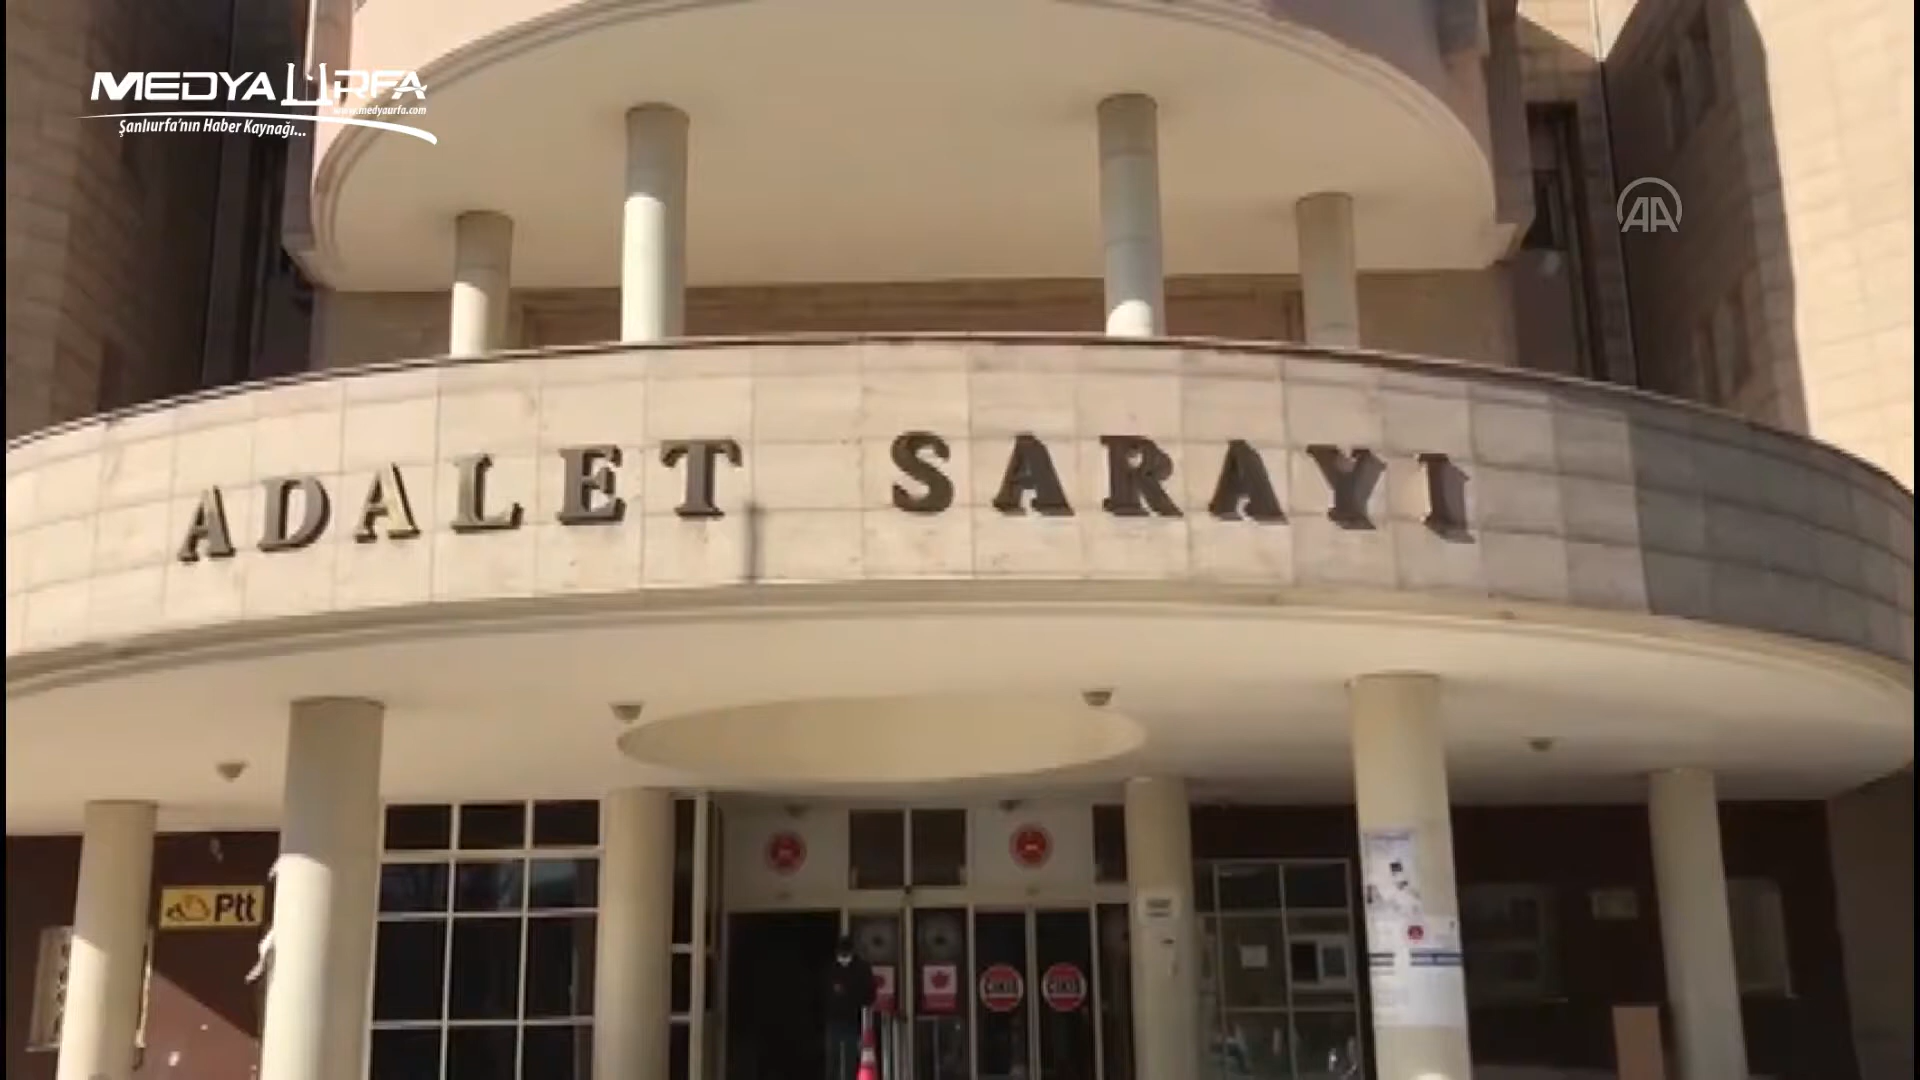 MEDYA URFA
www.medyaurfa.com
Şanlıurfa'nın Haber Kaynağı...
AA
ADALET SARAYI
Ptt
ÇIKIŞ
ÇIKIŞ